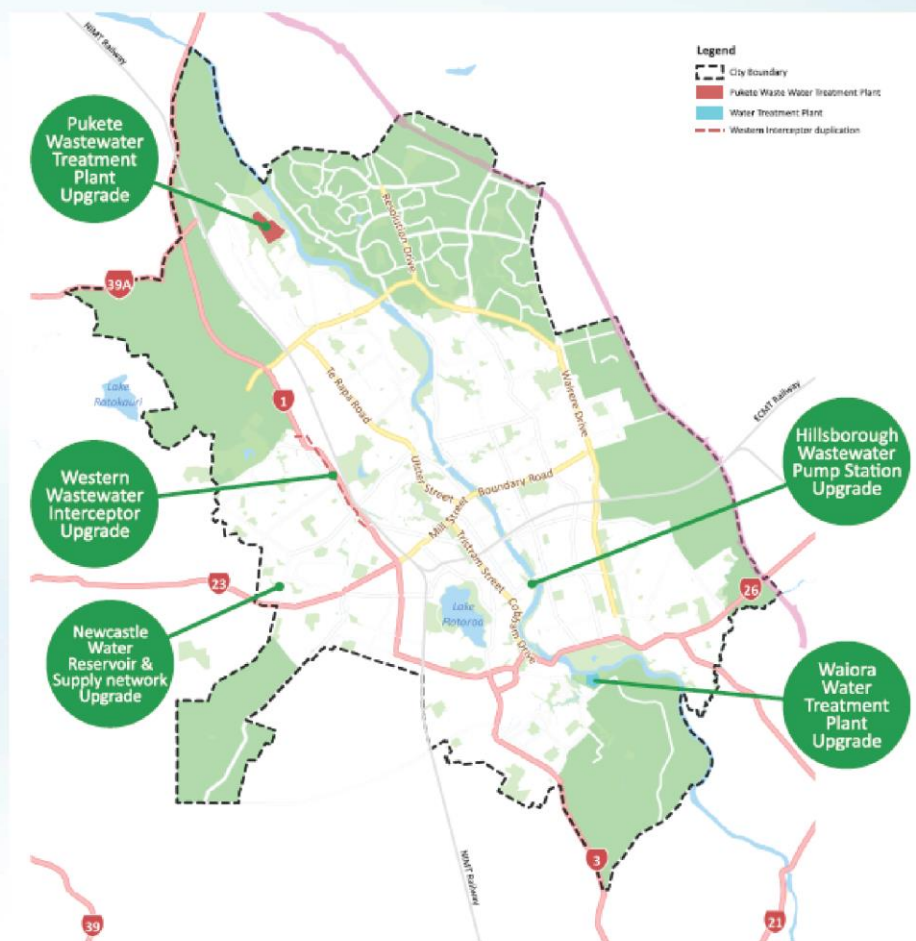 NIMT Railway
Legend
City Boundary
Pukete Waste Water Treatment Plant
Water Treatment Plant
Western Interceptor duplication
Pukete
Wastewater
Treatment
Plant
Upgrade
Resolution Drive
39A
Lake
Rotokauri
1
Te Rapa Road
Wairere Drive
ECMT Railway
Hillsborough
Wastewater
Pump Station
Upgrade
Western
Wastewater
Interceptor
Upgrade
Ulster Street
Boundary Road
Mill Street
Tristram Street
23
26
Lake
Rotoroa
Cobham Drive
Newcastle
Water
Reservoir &
Supply network
Upgrade
Waiora
Water
Treatment
Plant
Upgrade
3
NIMT Railway
39
21